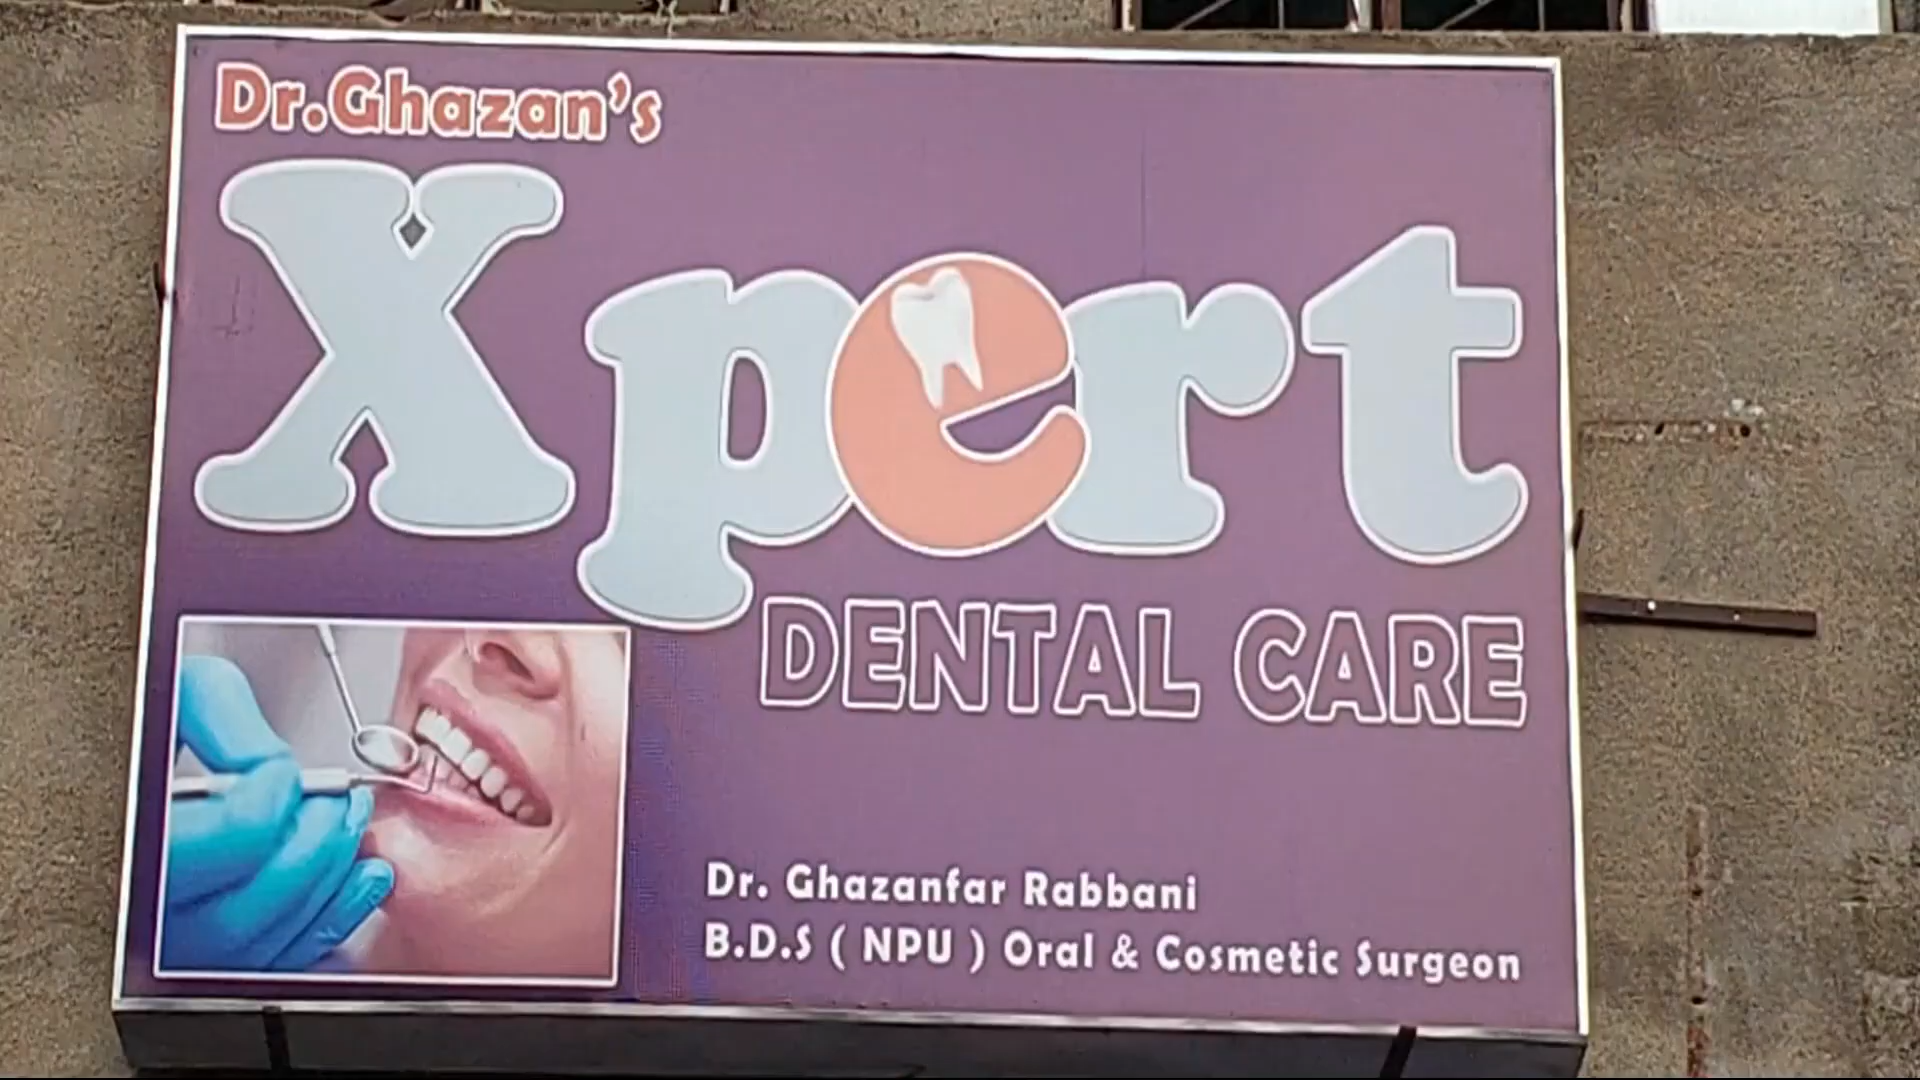 Dr.Ghazan's
Xpert
DENTAL CARE
Dr. Ghazanfar Rabbani
B.D.S ( NPU ) Oral & Cosmetic Surgeon